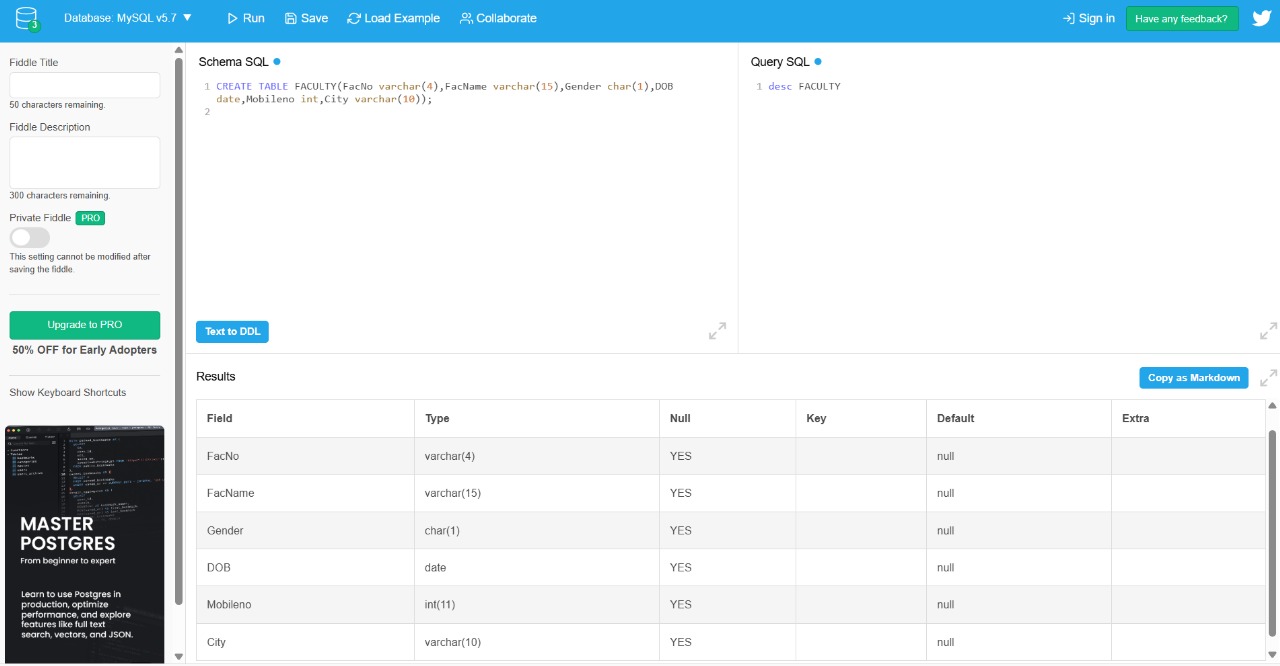 3
Database: MySQL v5.7
Run
Save
Load Example
Collaborate
Sign in
Have any feedback?
Fiddle Title
50 characters remaining.
Fiddle Description
300 characters remaining.
Private Fiddle PRO
This setting cannot be modified after
saving the fiddle.
Upgrade to PRO
50% OFF for Early Adopters
Show Keyboard Shortcuts
MASTER
POSTGRES
From beginner to expert
Learn to use Postgres in
production, optimize
performance, and explore
features like full text
search, vectors, and JSON.
Schema SQL
1 CREATE TABLE FACULTY(FacNo varchar(4),FacName varchar(15),Gender char(1),DOB
date,Mobileno int,City varchar(10));
2
Text to DDL
Query SQL
1 desc FACULTY
Results
Copy as Markdown
Field Type Null Key Default Extra
FacNo varchar(4) YES null
FacName varchar(15) YES null
Gender char(1) YES null
DOB date YES null
Mobileno int(11) YES null
City varchar(10) YES null